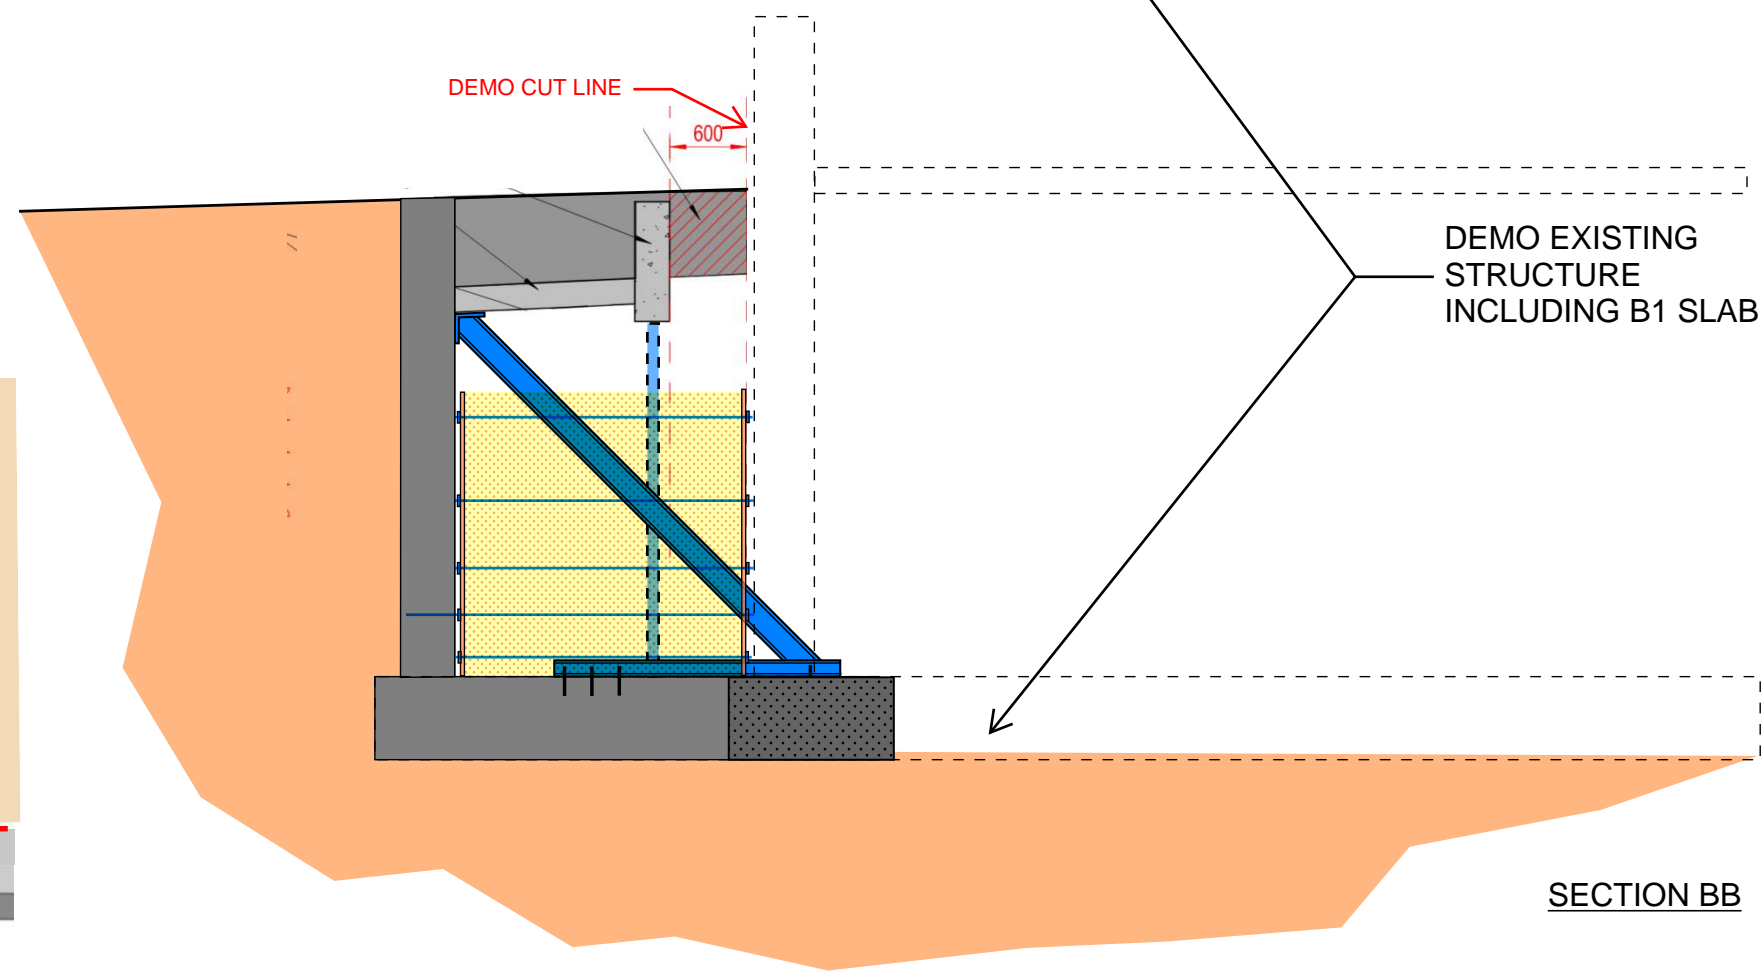 DEMO CUT LINE
600
DEMO EXISTING
STRUCTURE
INCLUDING B1 SLAB
SECTION BB